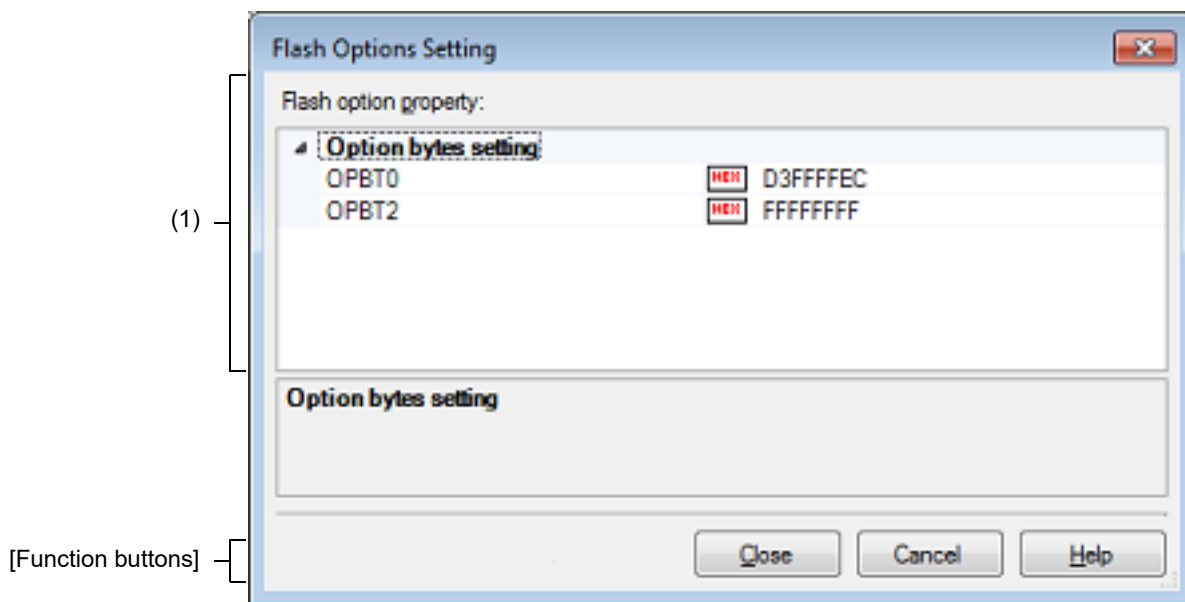 Flash Options Setting
Flash option property:
Option bytes setting
OPBT0 HEX D3FFFFEC
OPBT2 HEX FFFFFFFF
(1)
Option bytes setting
[Function buttons]
Close Cancel Help